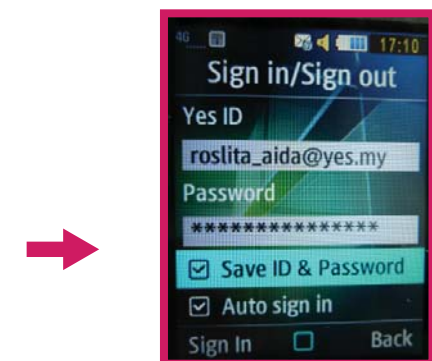 4G 17:10
Sign in/Sign out
Yes ID
roslita_aida@yes.my
Password
***************
Save ID & Password
Auto sign in
Sign In Back